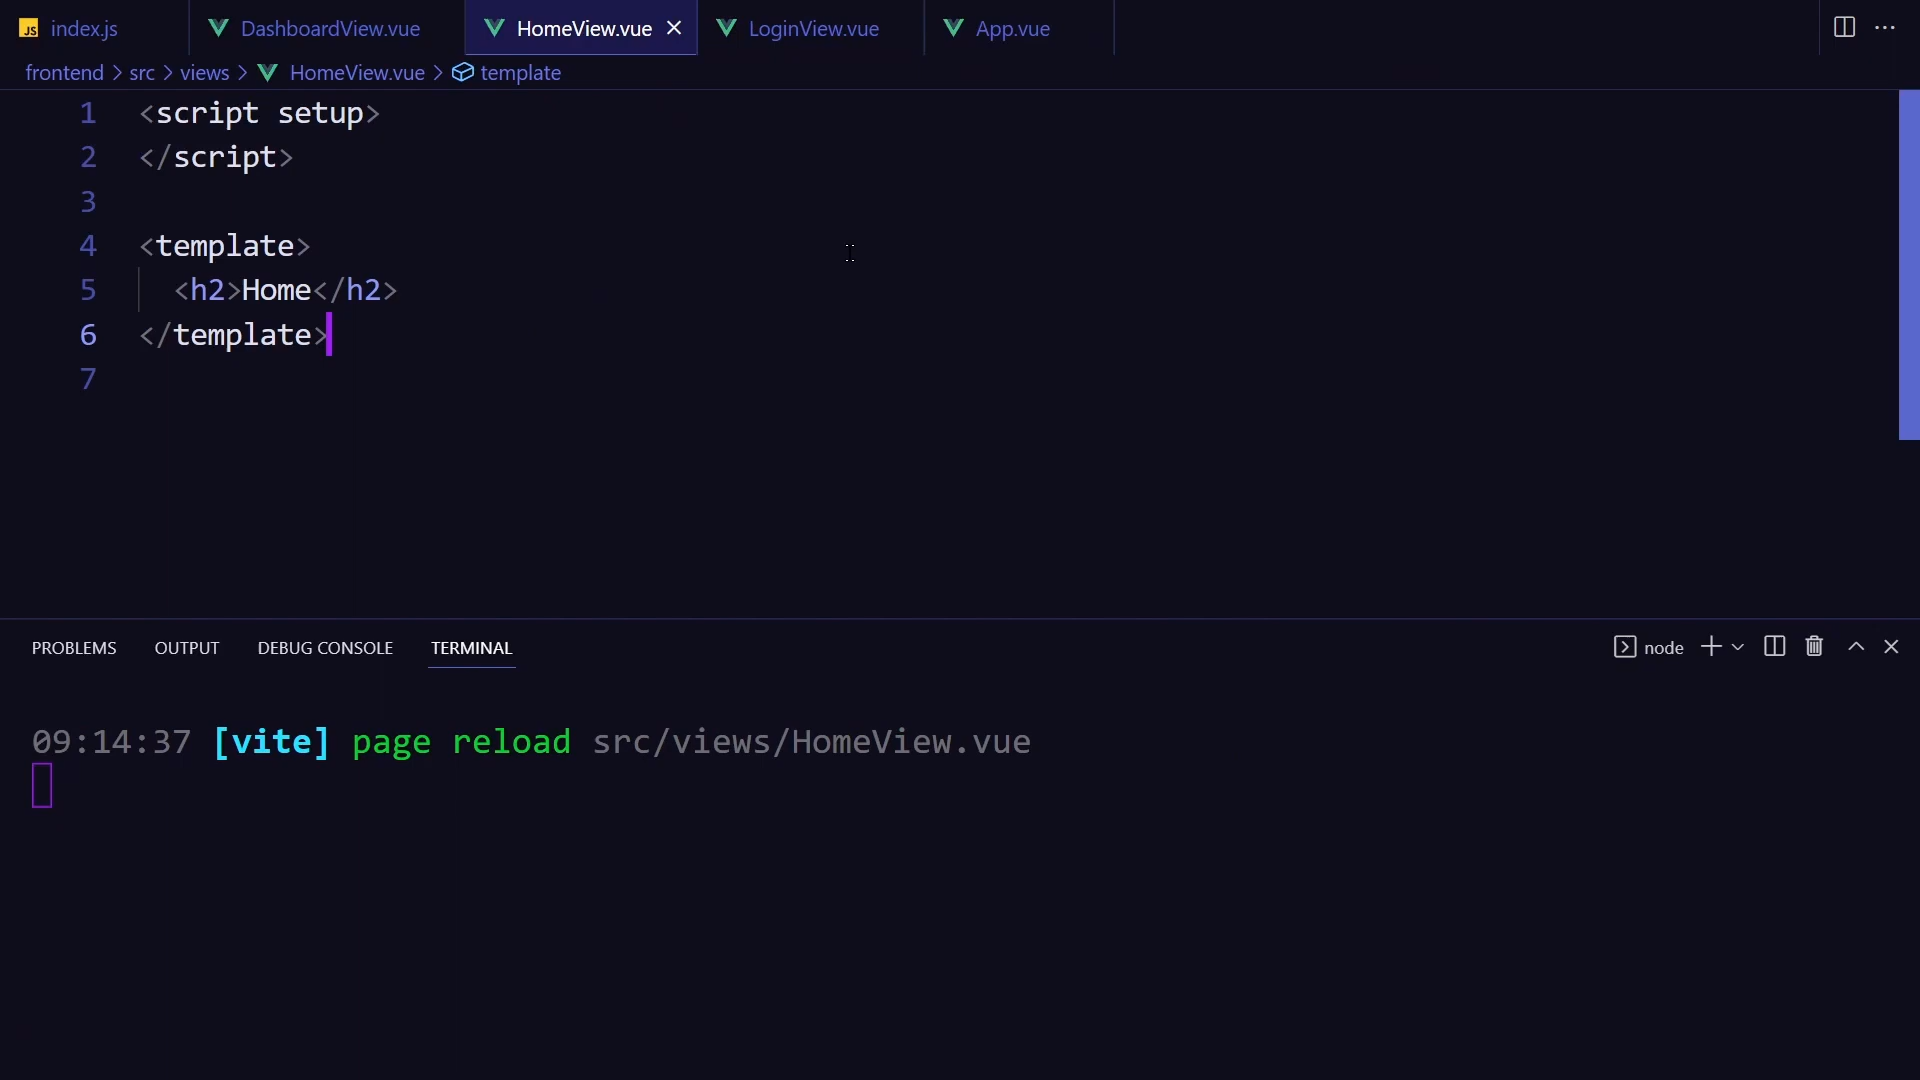 JS index.js DashboardView.vue HomeView.vue LoginView.vue App.vue
frontend > src > views > HomeView.vue > template
1 <script setup>
2 </script>
3
4 <template>
5 <h2>Home</h2>
6 </template>
7
PROBLEMS OUTPUT DEBUG CONSOLE TERMINAL node
09:14:37 [vite] page reload src/views/HomeView.vue